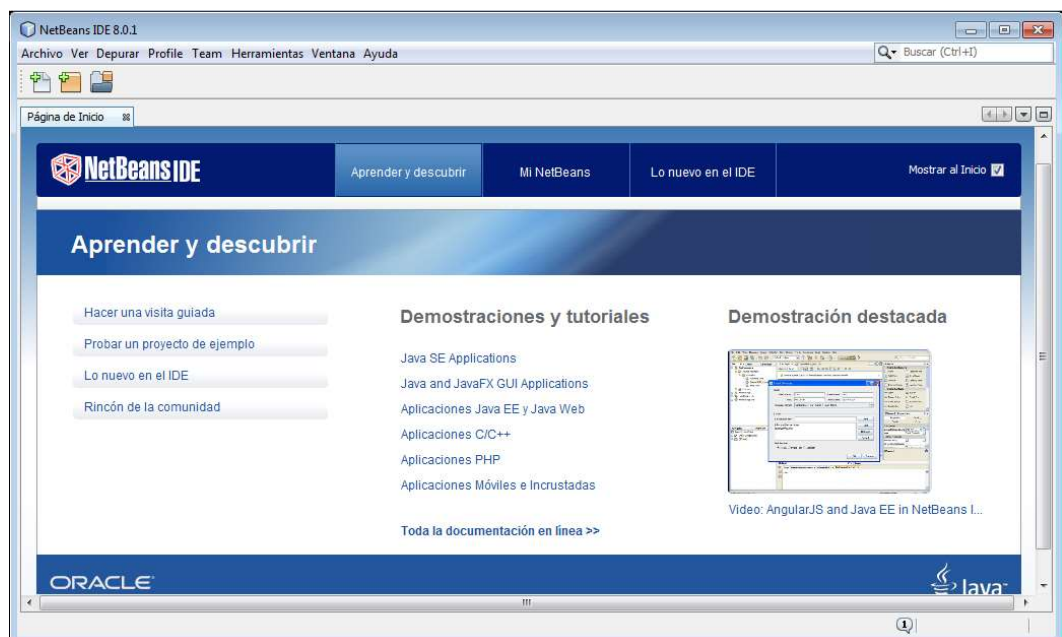 NetBeans IDE 8.0.1
Archivo Ver Depurar Profile Team Herramientas Ventana Ayuda
Buscar (Ctrl+I)
Página de Inicio
NetBeans IDE
Aprender y descubrir
Mi NetBeans
Lo nuevo en el IDE
Mostrar al Inicio
Aprender y descubrir
Hacer una visita guiada
Probar un proyecto de ejemplo
Lo nuevo en el IDE
Rincón de la comunidad
Demostraciones y tutoriales
Java SE Applications
Java and JavaFX GUI Applications
Aplicaciones Java EE y Java Web
Aplicaciones C/C++
Aplicaciones PHP
Aplicaciones Móviles e Incrustadas
Toda la documentación en línea >>
Demostración destacada
Video: AngularJS and Java EE in NetBeans I...
ORACLE
Java
1